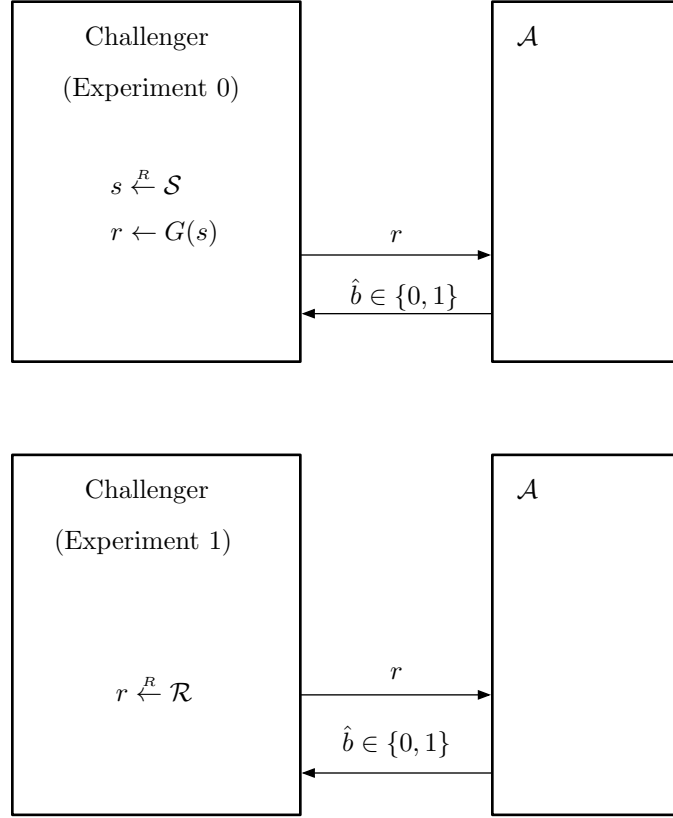 Challenger
(Experiment 0)
𝒜
s ←ᴿ 𝒮
r ← G(s)
r
b̂ ∈ {0, 1}
Challenger
(Experiment 1)
𝒜
r ←ᴿ ℛ
r
b̂ ∈ {0, 1}